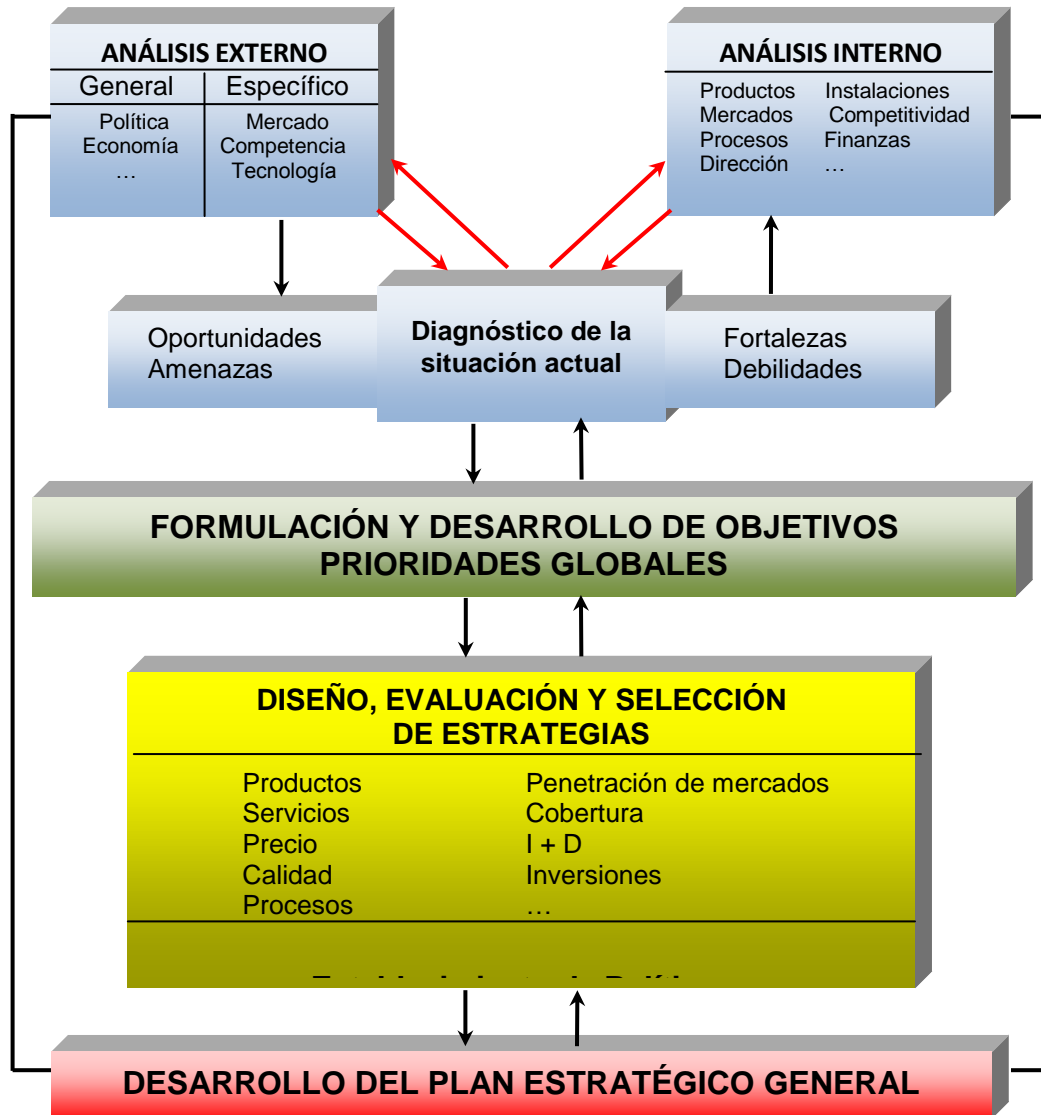 ANÁLISIS EXTERNO
General Específico
Política Mercado
Economía Competencia
… Tecnología
ANÁLISIS INTERNO
Productos Instalaciones
Mercados Competitividad
Procesos Finanzas
Dirección …
Oportunidades
Amenazas
Diagnóstico de la
situación actual
Fortalezas
Debilidades
FORMULACIÓN Y DESARROLLO DE OBJETIVOS
PRIORIDADES GLOBALES
DISEÑO, EVALUACIÓN Y SELECCIÓN
DE ESTRATEGIAS
Productos Penetración de mercados
Servicios Cobertura
Precio I + D
Calidad Inversiones
Procesos …
DESARROLLO DEL PLAN ESTRATÉGICO GENERAL